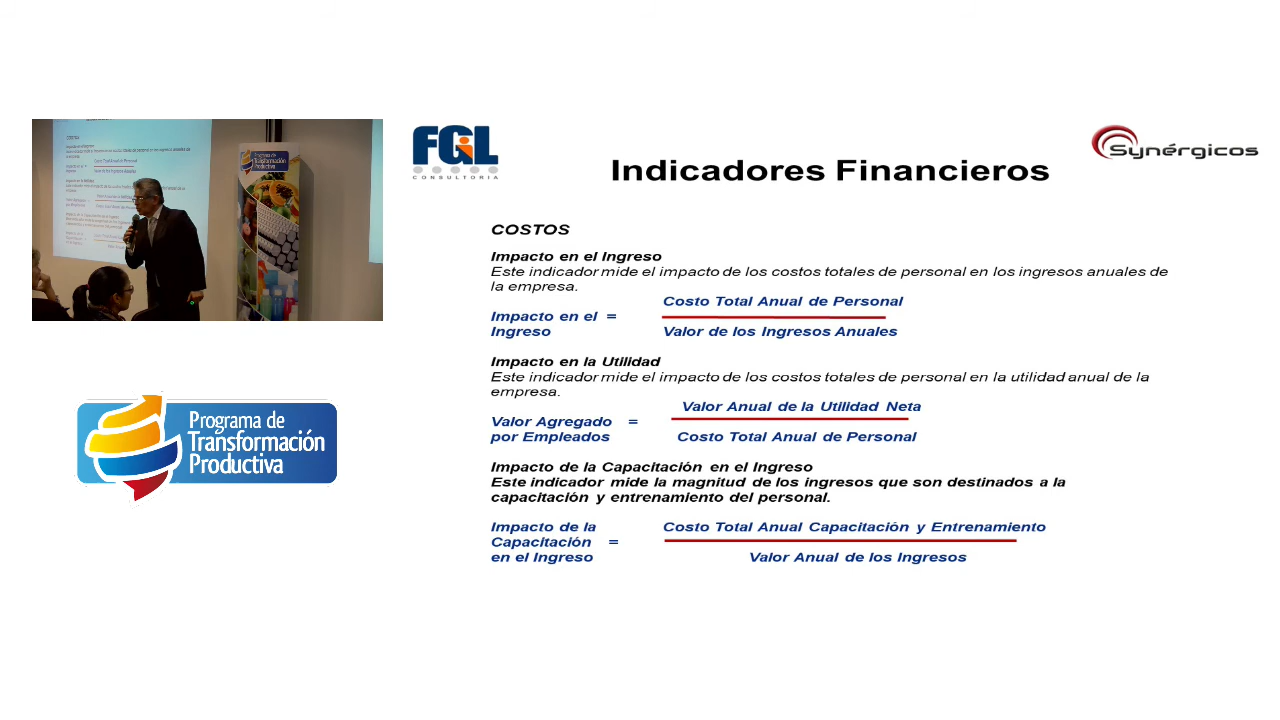 FGL
CONSULTORIA
Synérgicos
Indicadores Financieros
COSTOS
Impacto en el Ingreso
Este indicador mide el impacto de los costos totales de personal en los ingresos anuales de
la empresa.
Impacto en el =
Ingreso
Costo Total Anual de Personal
Valor de los Ingresos Anuales
Impacto en la Utilidad
Este indicador mide el impacto de los costos totales de personal en la utilidad anual de la
empresa.
Valor Agregado =
por Empleados
Valor Anual de la Utilidad Neta
Costo Total Anual de Personal
Impacto de la Capacitación en el Ingreso
Este indicador mide la magnitud de los ingresos que son destinados a la
capacitación y entrenamiento del personal.
Impacto de la
Capacitación =
en el Ingreso
Costo Total Anual Capacitación y Entrenamiento
Valor Anual de los Ingresos
Programa de
Transformación
Productiva
Programa de
Transformación
Productiva